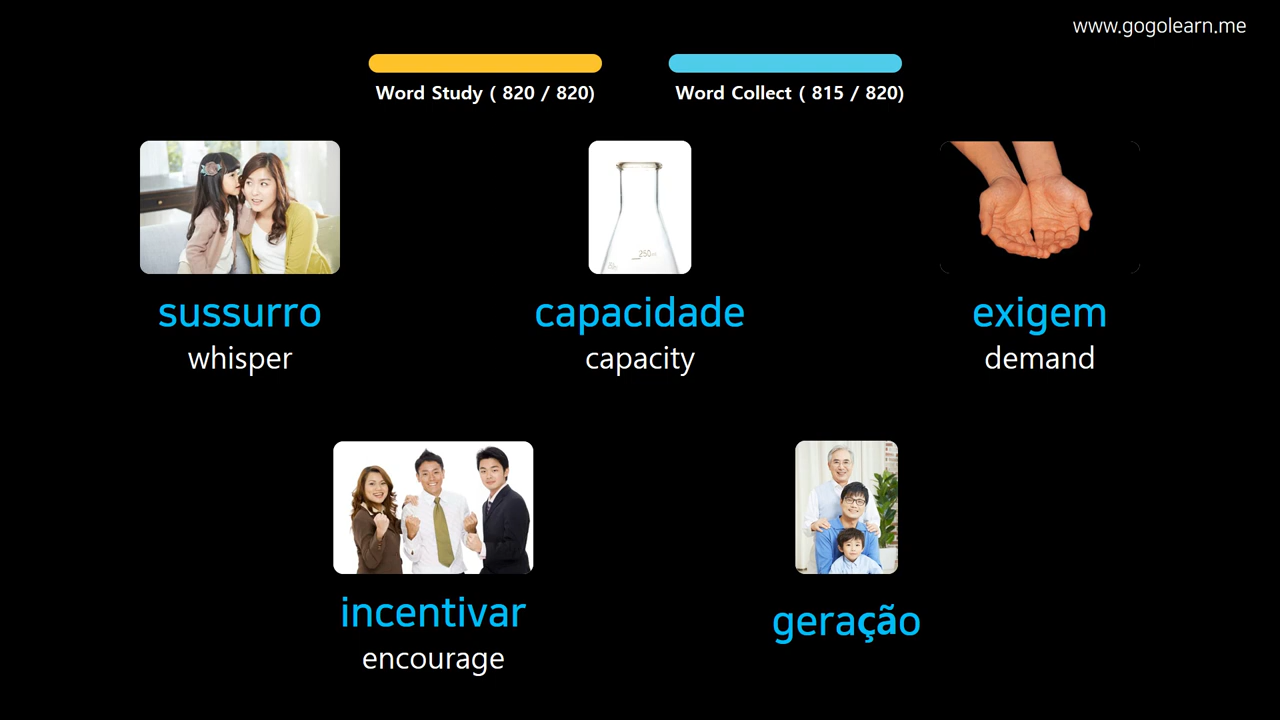 www.gogolearn.me
Word Study ( 820 / 820)
Word Collect ( 815 / 820)
sussurro
whisper
capacidade
capacity
exigem
demand
incentivar
encourage
geração